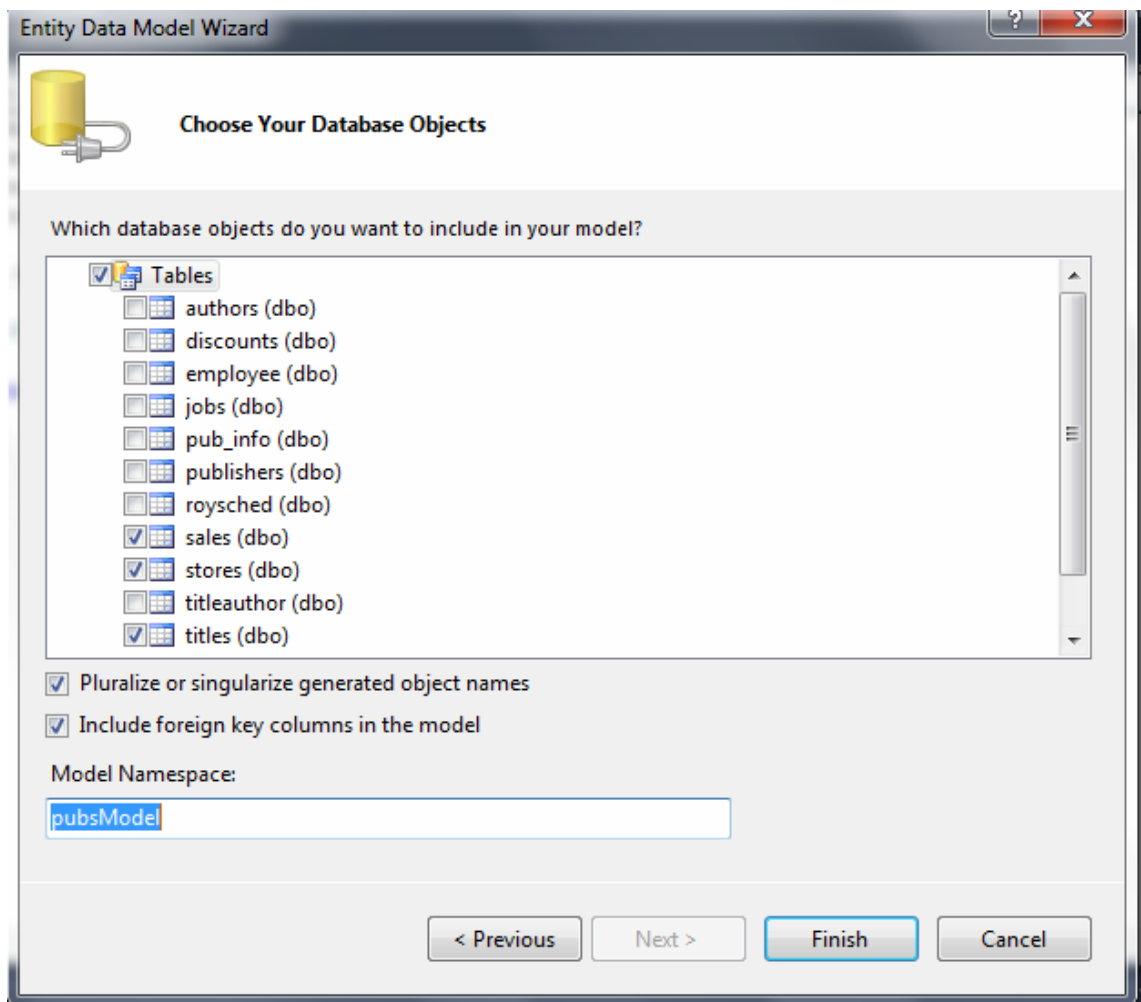 Entity Data Model Wizard
?
Choose Your Database Objects
Which database objects do you want to include in your model?
Tables
authors (dbo)
discounts (dbo)
employee (dbo)
jobs (dbo)
pub_info (dbo)
publishers (dbo)
roysched (dbo)
sales (dbo)
stores (dbo)
titleauthor (dbo)
titles (dbo)
Pluralize or singularize generated object names
Include foreign key columns in the model
Model Namespace:
pubsModel
< Previous Next > Finish Cancel